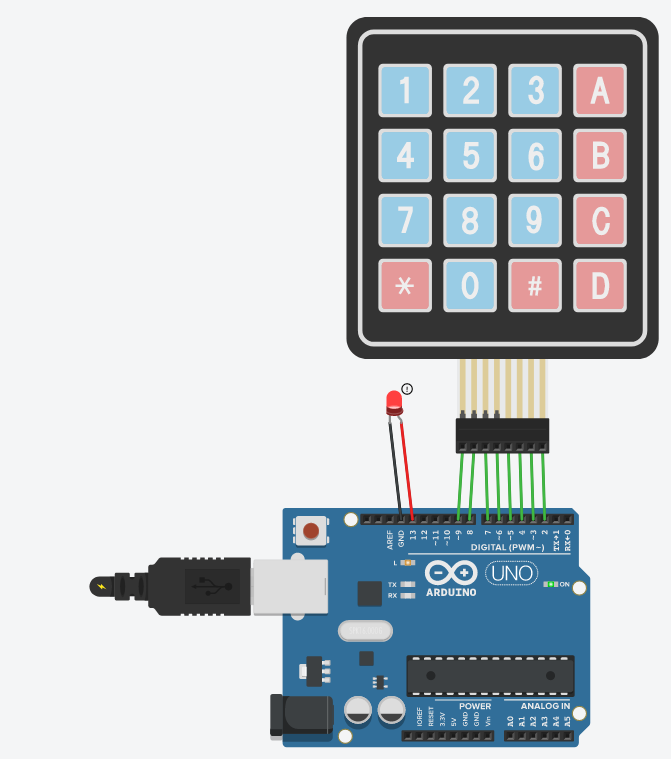 1 2 3 A
4 5 6 B
7 8 9 C
* 0 # D
!
AREF
GND
13
12
~11
~10
~9
8
7
~6
~5
4
~3
2
TX→1
RX←0
DIGITAL (PWM~)
L
TX
RX
UNO
ON
ARDUINO
POWER
ANALOG IN
IOREF
RESET
3.3V
5V
GND
GND
Vin
A0
A1
A2
A3
A4
A5